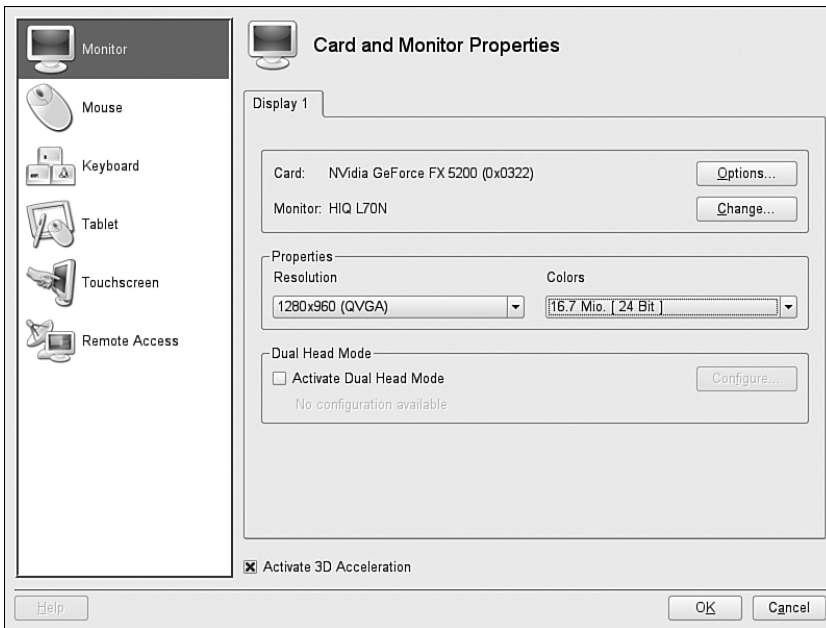 Monitor
Mouse
Keyboard
Tablet
Touchscreen
Remote Access
Card and Monitor Properties
Display 1
Card: NVidia GeForce FX 5200 (0x0322)
Options...
Monitor: HIQ L70N
Change...
Properties
Resolution
Colors
1280x960 (QVGA)
16.7 Mio. [ 24 Bit ]
Dual Head Mode
Activate Dual Head Mode
Configure...
No configuration available
Activate 3D Acceleration
Help
OK
Cancel